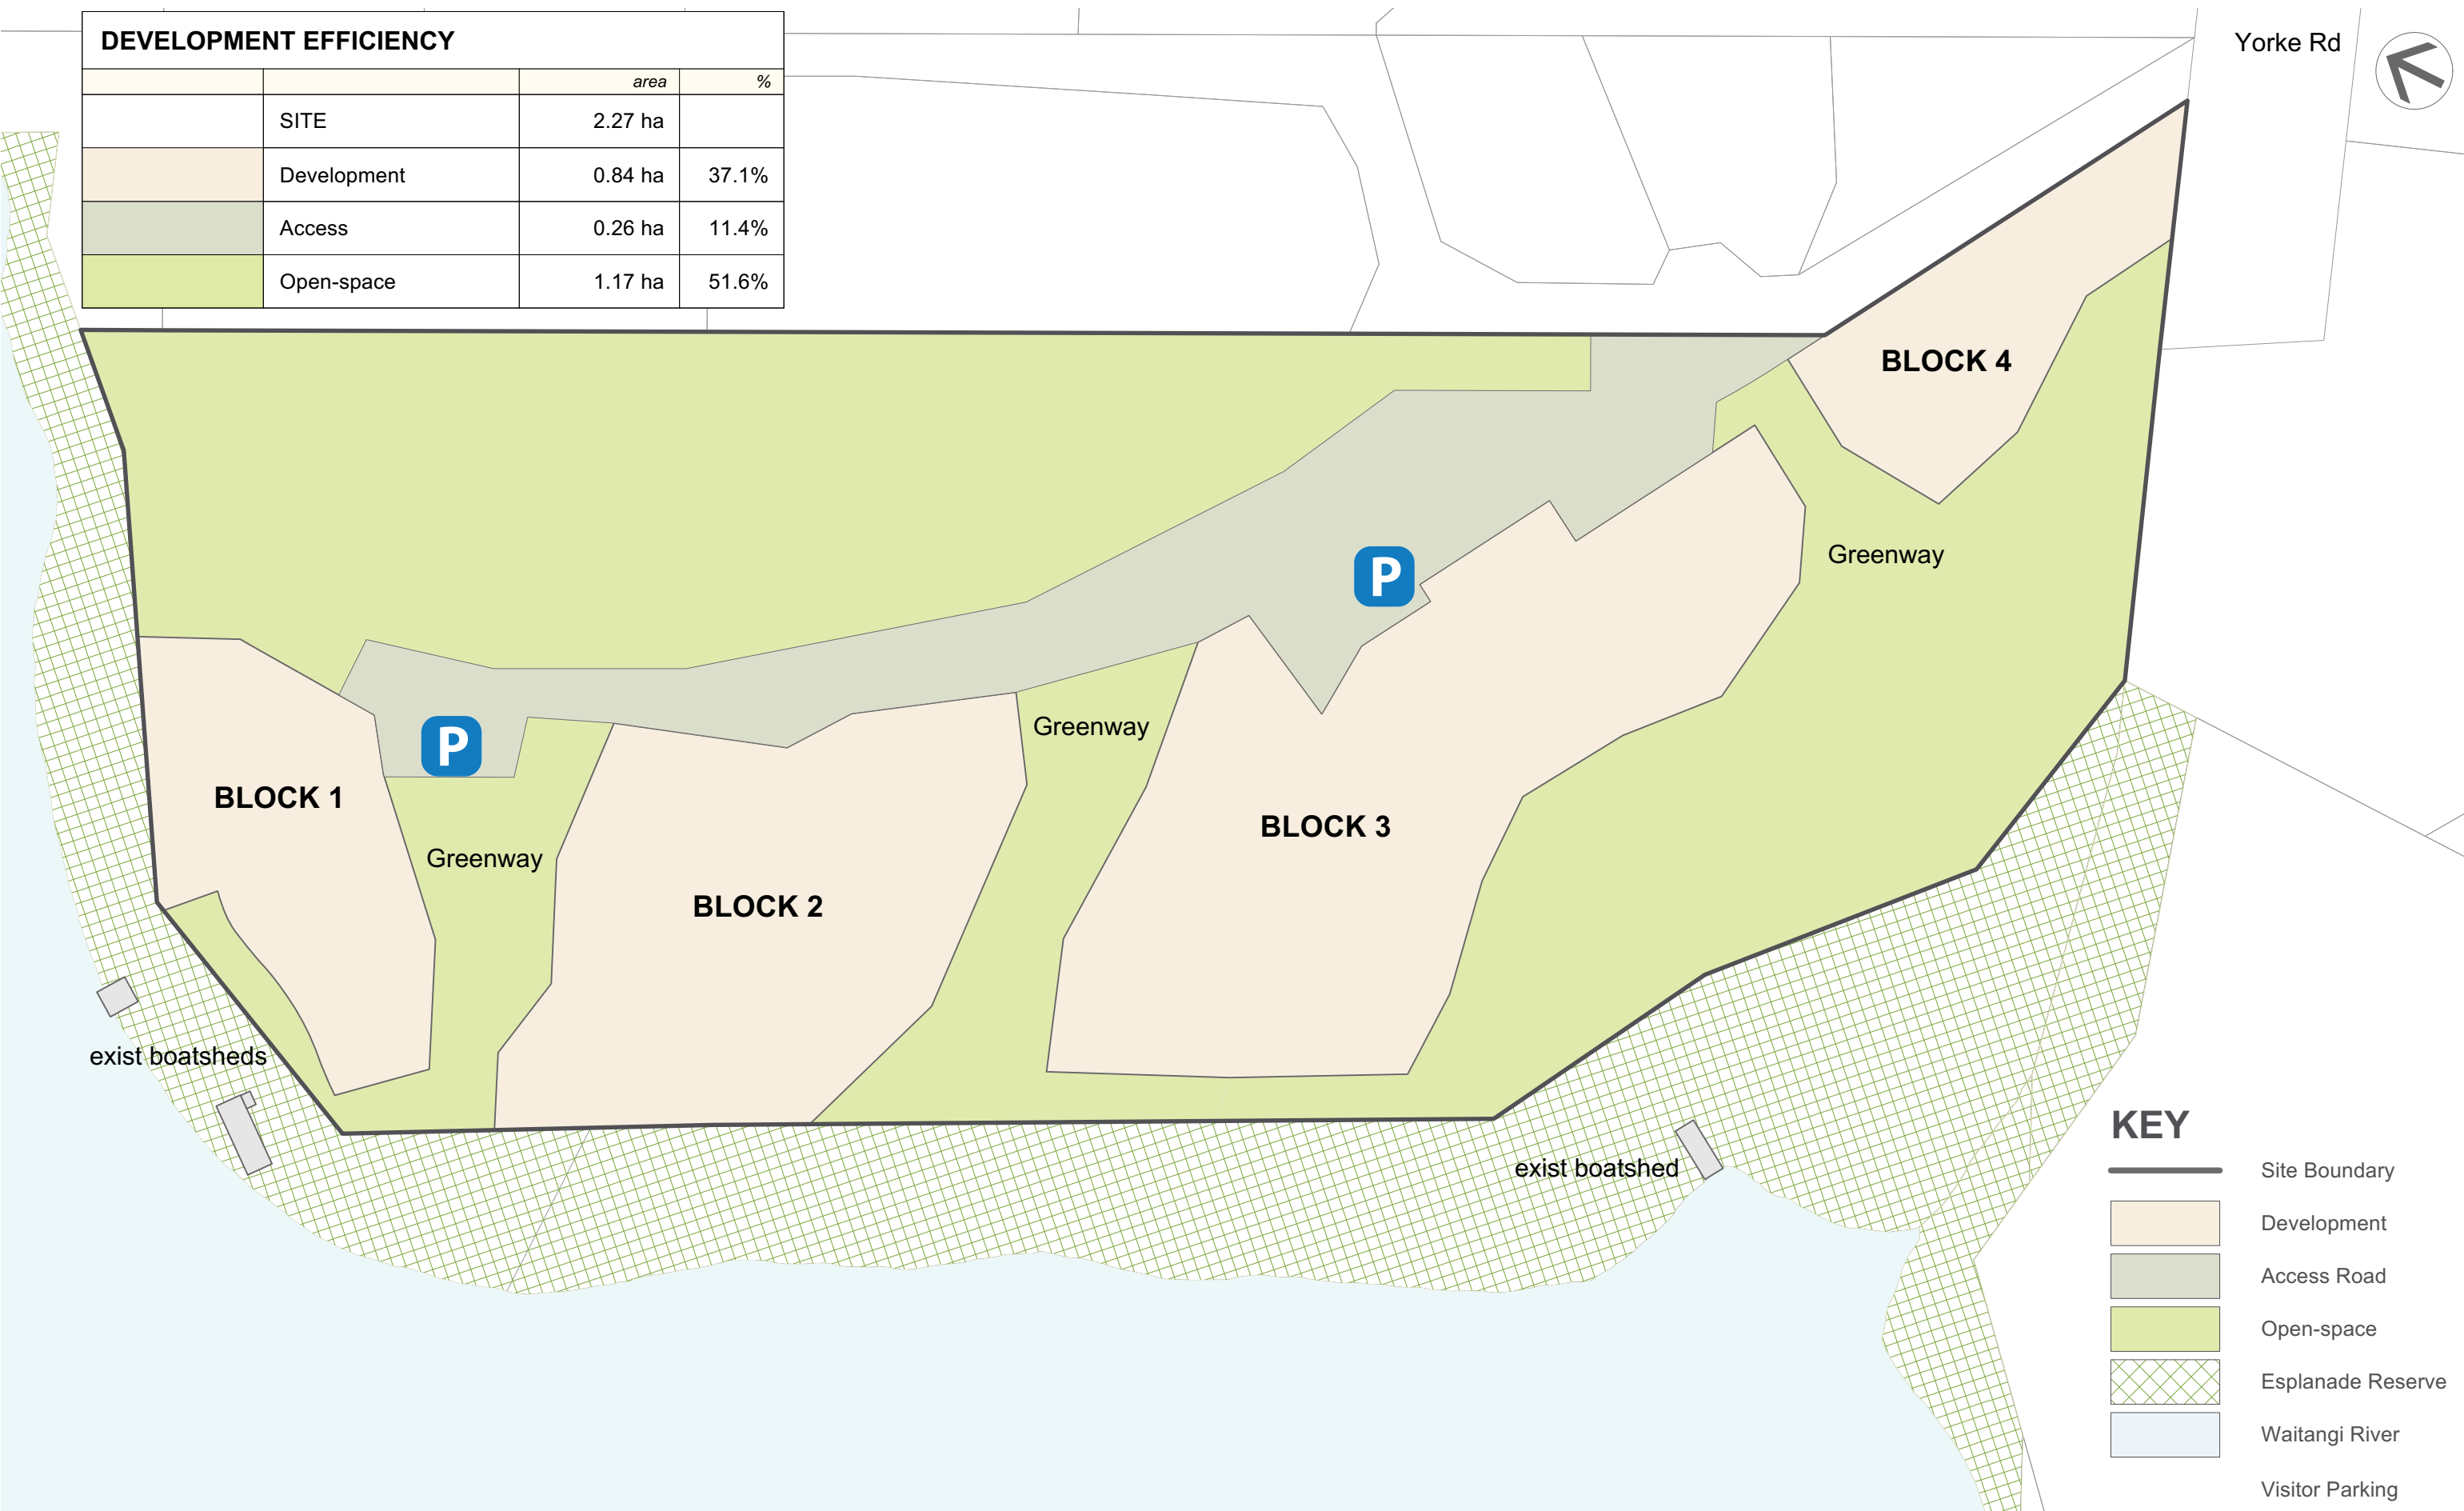 DEVELOPMENT EFFICIENCY
area %
SITE 2.27 ha
Development 0.84 ha 37.1%
Access 0.26 ha 11.4%
Open-space 1.17 ha 51.6%
Yorke Rd
BLOCK 4
Greenway
P
Greenway
P
BLOCK 1
BLOCK 3
Greenway
BLOCK 2
exist boatsheds
exist boatshed
KEY
Site Boundary
Development
Access Road
Open-space
Esplanade Reserve
Waitangi River
Visitor Parking